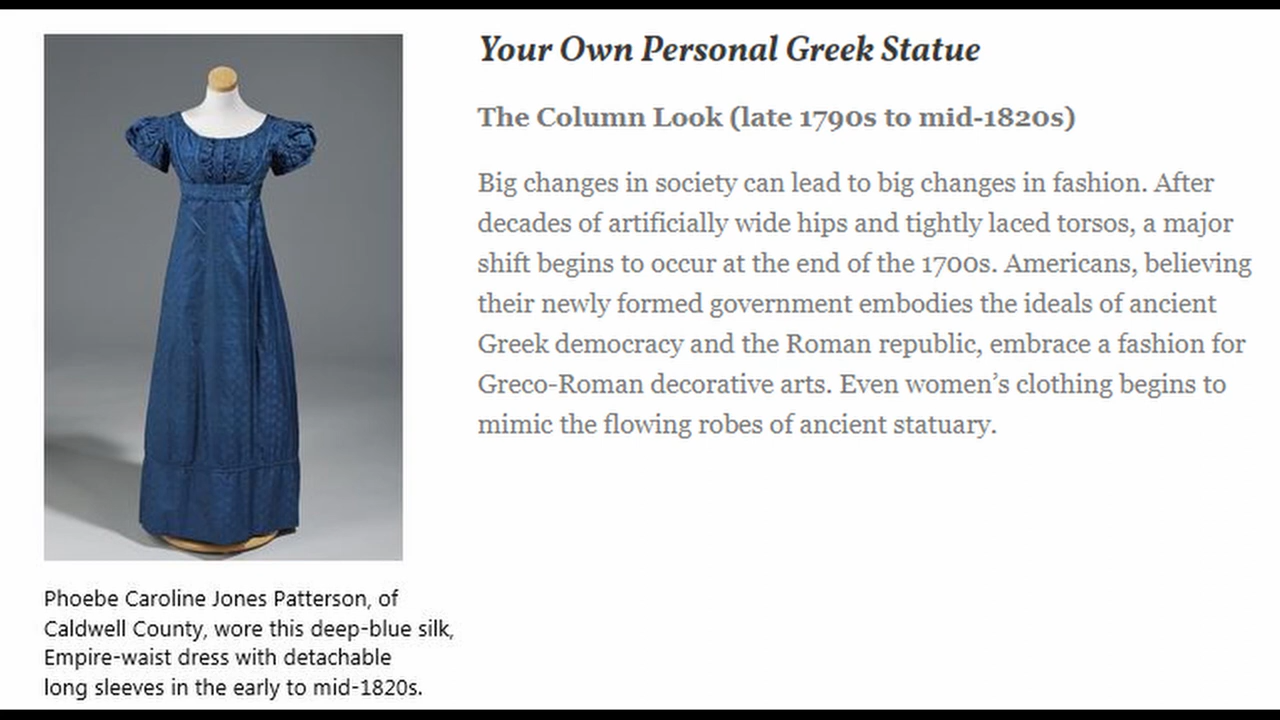 Your Own Personal Greek Statue
The Column Look (late 1790s to mid-1820s)
Big changes in society can lead to big changes in fashion. After
decades of artificially wide hips and tightly laced torsos, a major
shift begins to occur at the end of the 1700s. Americans, believing
their newly formed government embodies the ideals of ancient
Greek democracy and the Roman republic, embrace a fashion for
Greco-Roman decorative arts. Even women’s clothing begins to
mimic the flowing robes of ancient statuary.
Phoebe Caroline Jones Patterson, of
Caldwell County, wore this deep-blue silk,
Empire-waist dress with detachable
long sleeves in the early to mid-1820s.